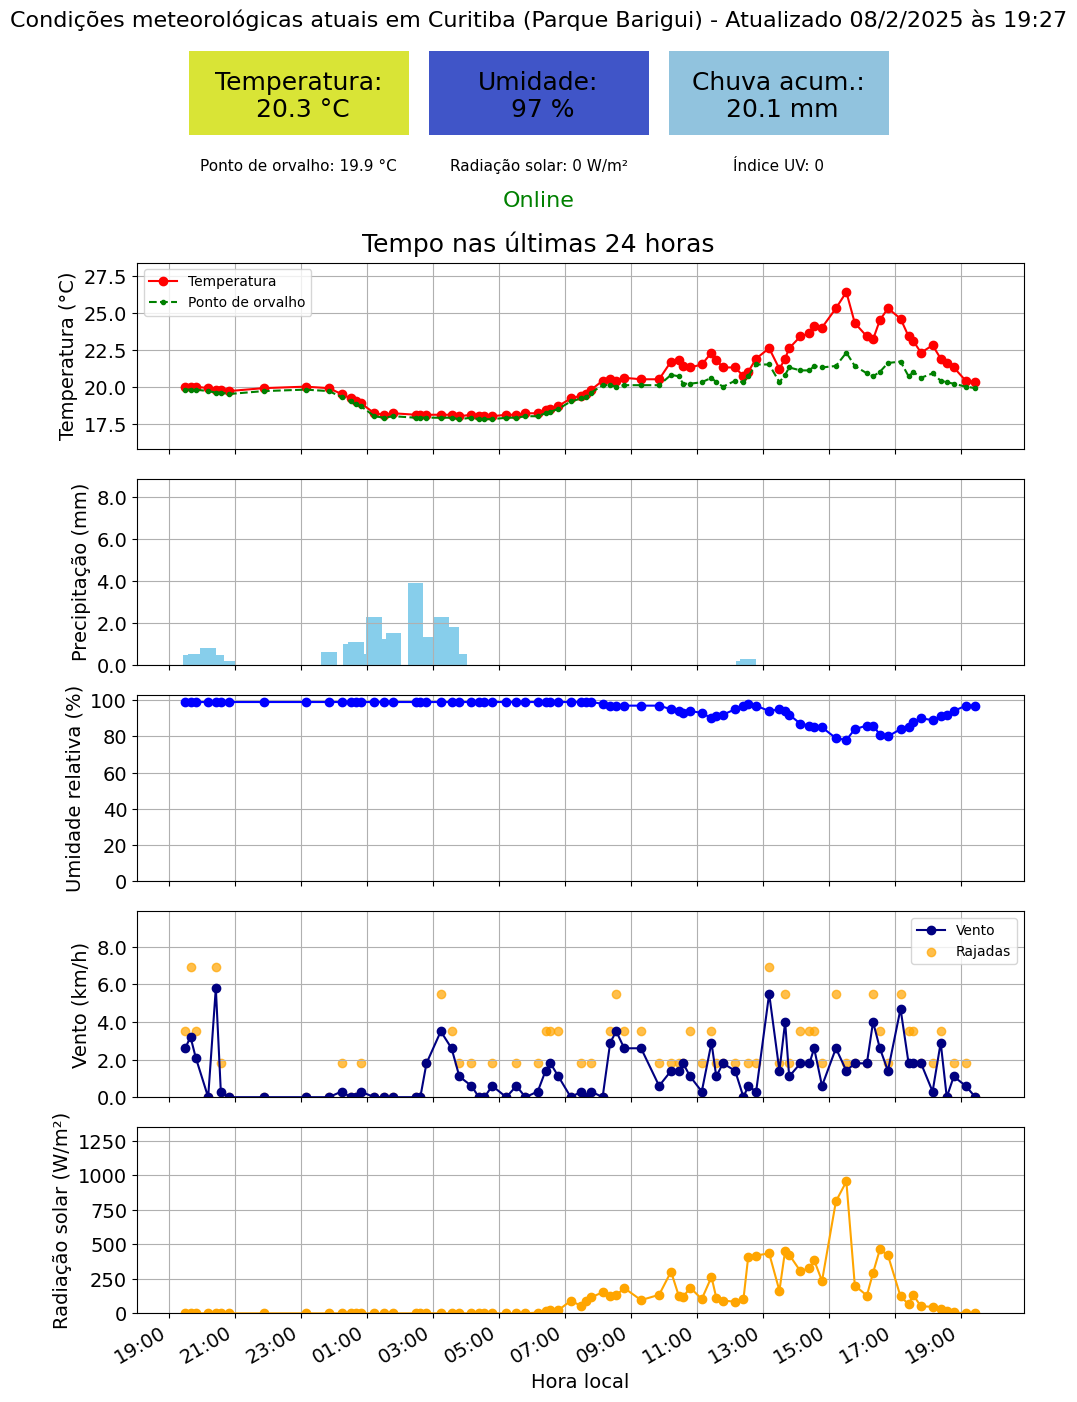 Condições meteorológicas atuais em Curitiba (Parque Barigui) - Atualizado 08/2/2025 às 19:27
Temperatura:
20.3 °C
Umidade:
97 %
Chuva acum.:
20.1 mm
Ponto de orvalho: 19.9 °C
Radiação solar: 0 W/m²
Índice UV: 0
Online
Tempo nas últimas 24 horas
Temperatura (°C)
27.5
25.0
22.5
20.0
17.5
Temperatura
Ponto de orvalho
Precipitação (mm)
8.0
6.0
4.0
2.0
0.0
Umidade relativa (%)
100
80
60
40
20
0
Vento (km/h)
8.0
6.0
4.0
2.0
0.0
Vento
Rajadas
Radiação solar (W/m²)
1250
1000
750
500
250
0
19:00
21:00
23:00
01:00
03:00
05:00
07:00
09:00
11:00
13:00
15:00
17:00
19:00
Hora local